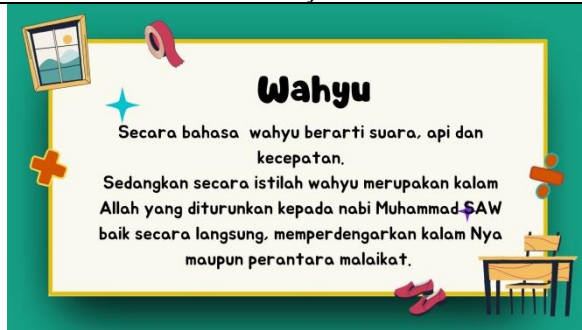 Wahyu
Secara bahasa wahyu berarti suara, api dan
kecepatan.
Sedangkan secara istilah wahyu merupakan kalam
Allah yang diturunkan kepada nabi Muhammad SAW
baik secara langsung, memperdengarkan kalam Nya
maupun perantara malaikat.